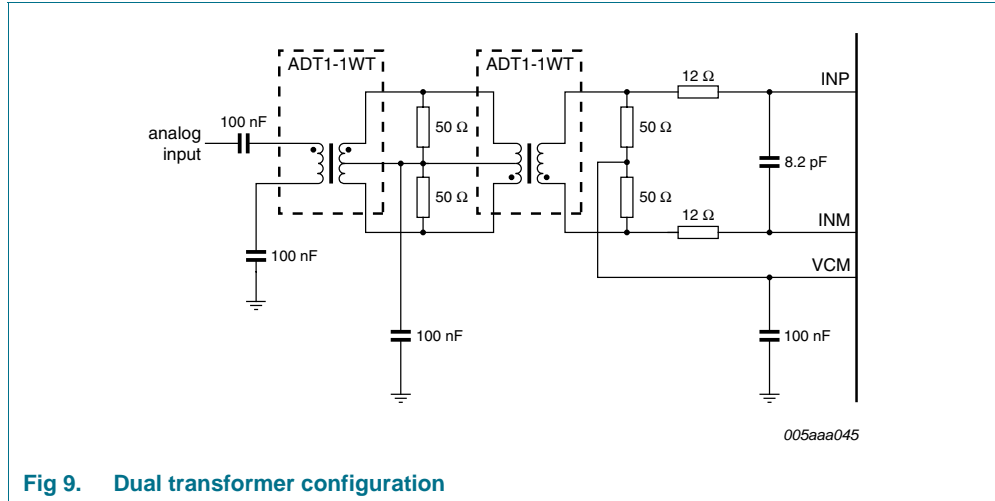 ADT1-1WT
ADT1-1WT
12 Ω
INP
100 nF
analog
input
50 Ω
50 Ω
8.2 pF
50 Ω
50 Ω
12 Ω
INM
VCM
100 nF
100 nF
100 nF
005aaa045
Fig 9. Dual transformer configuration